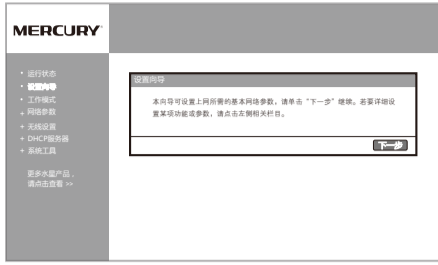 MERCURY
• 运行状态
• 设置向导
• 工作模式
+ 网络参数
+ 无线设置
+ DHCP服务器
+ 系统工具
更多水星产品，
请点击查看 >>
设置向导
本向导可设置上网所需的基本网络参数，请单击“下一步”继续。若要详细设
置某项功能或参数，请点击左侧相关栏目。
下一步